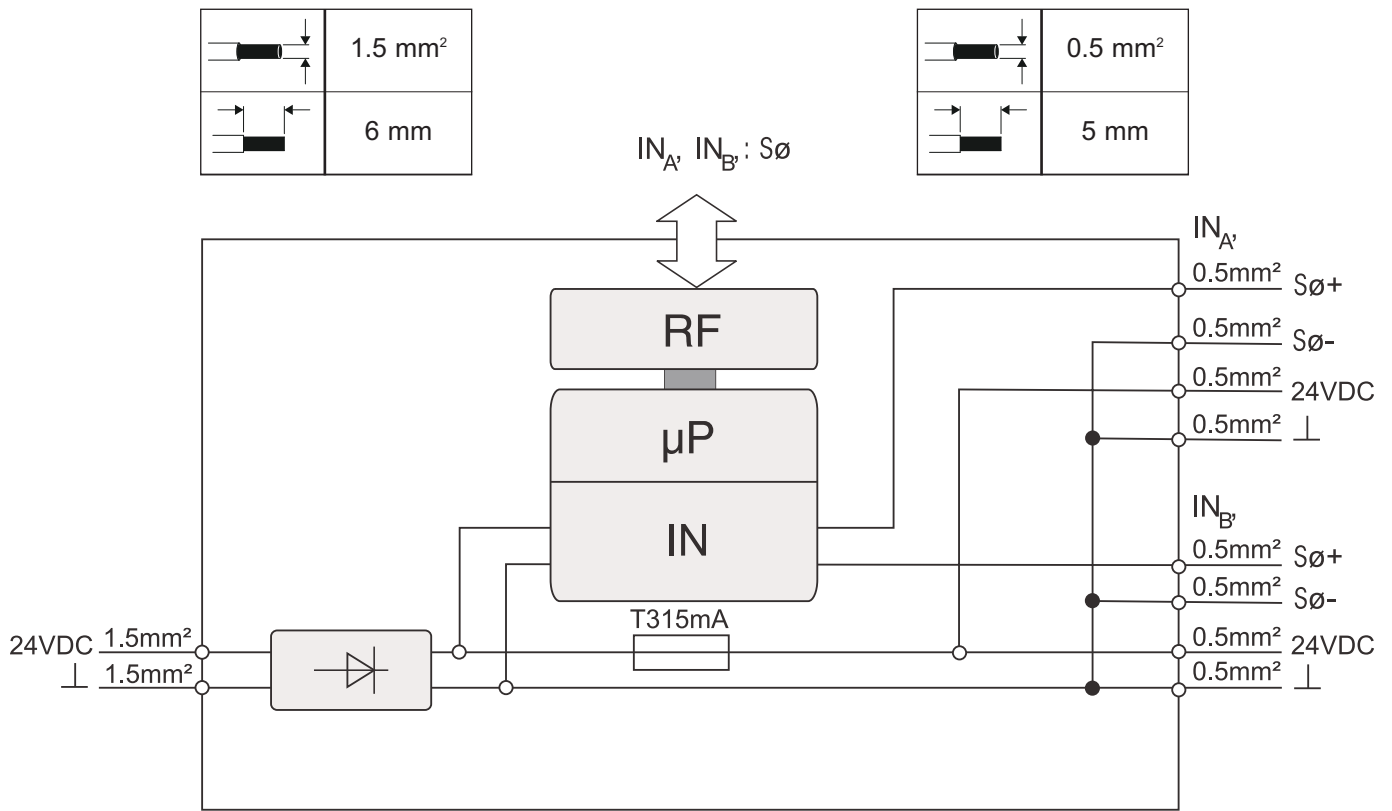 1.5 mm²
6 mm
0.5 mm²
5 mm
IN_A, IN_B, : Sø
RF
µP
IN
T315mA
24VDC 1.5mm²
⊥ 1.5mm²
IN_A,
0.5mm² Sø+
0.5mm² Sø-
0.5mm² 24VDC
0.5mm² ⊥
IN_B,
0.5mm² Sø+
0.5mm² Sø-
0.5mm² 24VDC
0.5mm² ⊥